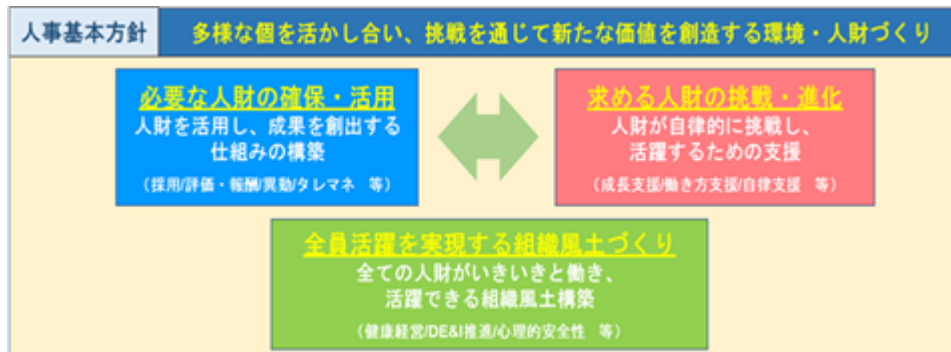 人事基本方針
多様な個を活かし合い、挑戦を通じて新たな価値を創造する環境・人財づくり
必要な人財の確保・活用
人財を活用し、成果を創出する
仕組みの構築
（採用/評価・報酬/異動/タレマネ　等）
求める人財の挑戦・進化
人財が自律的に挑戦し、
活躍するための支援
（成長支援/働き方支援/自律支援　等）
全員活躍を実現する組織風土づくり
全ての人財がいきいきと働き、
活躍できる組織風土構築
（健康経営/DE&I推進/心理的安全性　等）